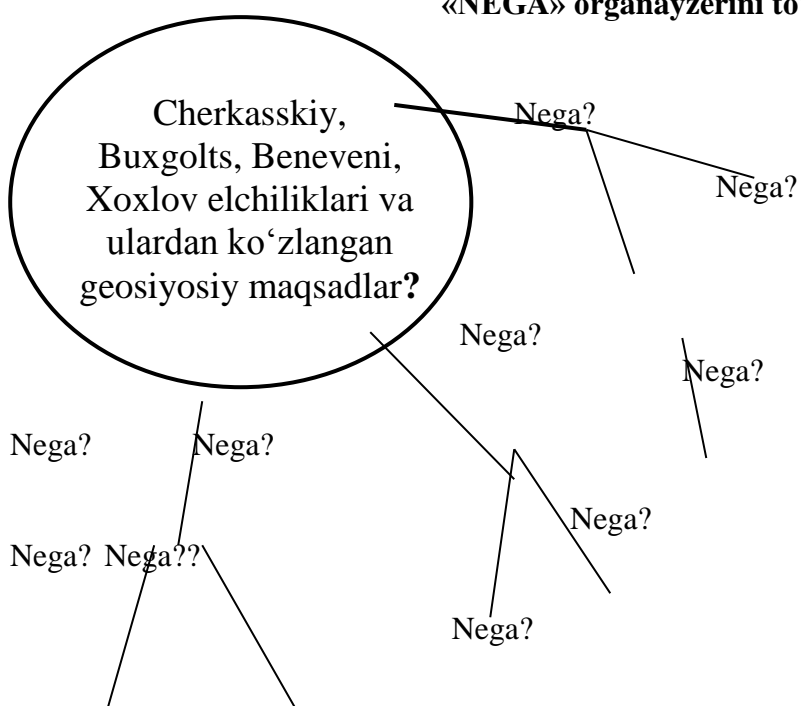 «NEGA» organayzerini to
Cherkasskiy,
Buxgolts, Beneveni,
Xoxlov elchiliklari va
ulardan ko‘zlangan
geosiyosiy maqsadlar?
Nega?
Nega?
Nega?
Nega?
Nega? Nega?
Nega?
Nega? Nega??
Nega?